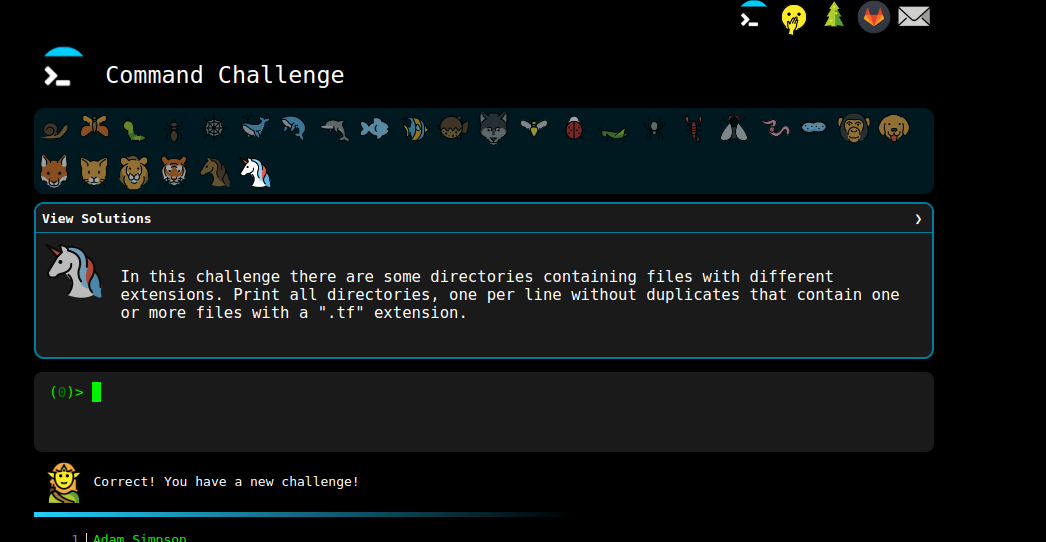 Command Challenge
View Solutions ❯
In this challenge there are some directories containing files with different
extensions. Print all directories, one per line without duplicates that contain one
or more files with a ".tf" extension.
(0)>
Correct! You have a new challenge!
1 Adam Simpson